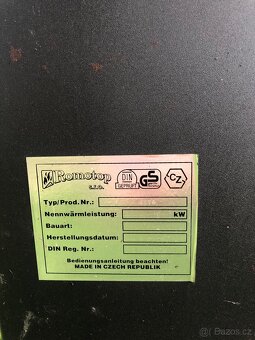 Romotop
s.r.o.
DIN
GEPRÜFT
GS
CZ
Typ/Prod. Nr.:
Nennwärmleistung: kW
Bauart:
Herstellungsdatum:
DIN Reg. Nr.:
Bedienungsanleitung beachten!
MADE IN CZECH REPUBLIK
Bazoš.cz